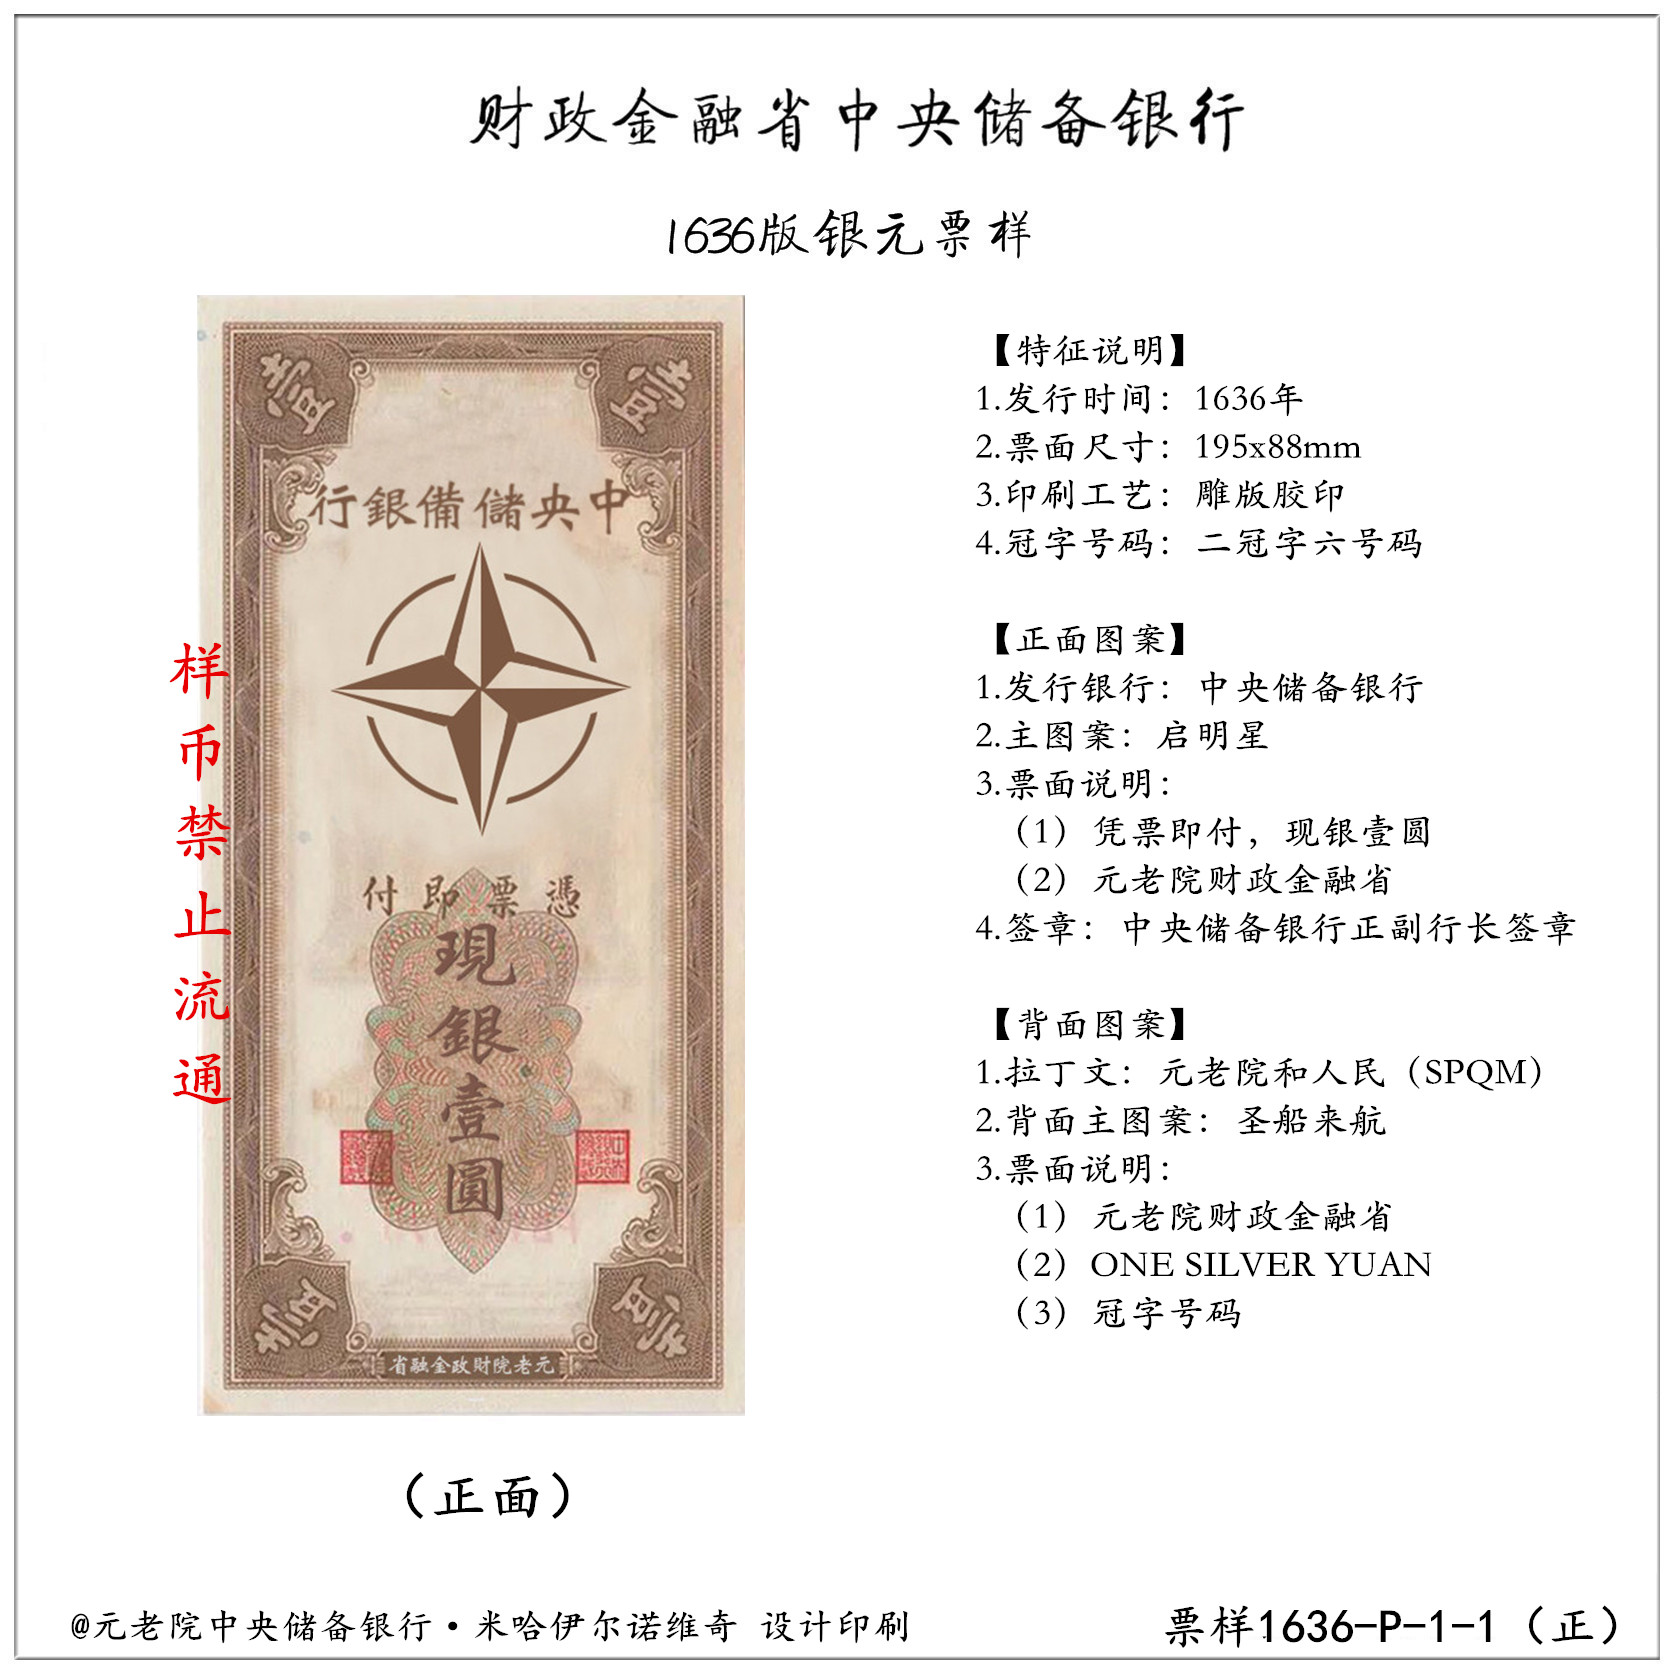 财政金融省中央储备银行
1636版银元票样
壹 壹
行銀備儲央中
付即票憑
現
銀
壹
圓
壹 壹
省融金政財院老元
样
币
禁
止
流
通
(正面)
【特征说明】
1.发行时间：1636年
2.票面尺寸：195x88mm
3.印刷工艺：雕版胶印
4.冠字号码：二冠字六号码
【正面图案】
1.发行银行：中央储备银行
2.主图案：启明星
3.票面说明：
（1）凭票即付，现银壹圆
（2）元老院财政金融省
4.签章：中央储备银行正副行长签章
【背面图案】
1.拉丁文：元老院和人民（SPQM）
2.背面主图案：圣船来航
3.票面说明：
（1）元老院财政金融省
（2）ONE SILVER YUAN
（3）冠字号码
@元老院中央储备银行·米哈伊尔诺维奇 设计印刷
票样1636-P-1-1（正）